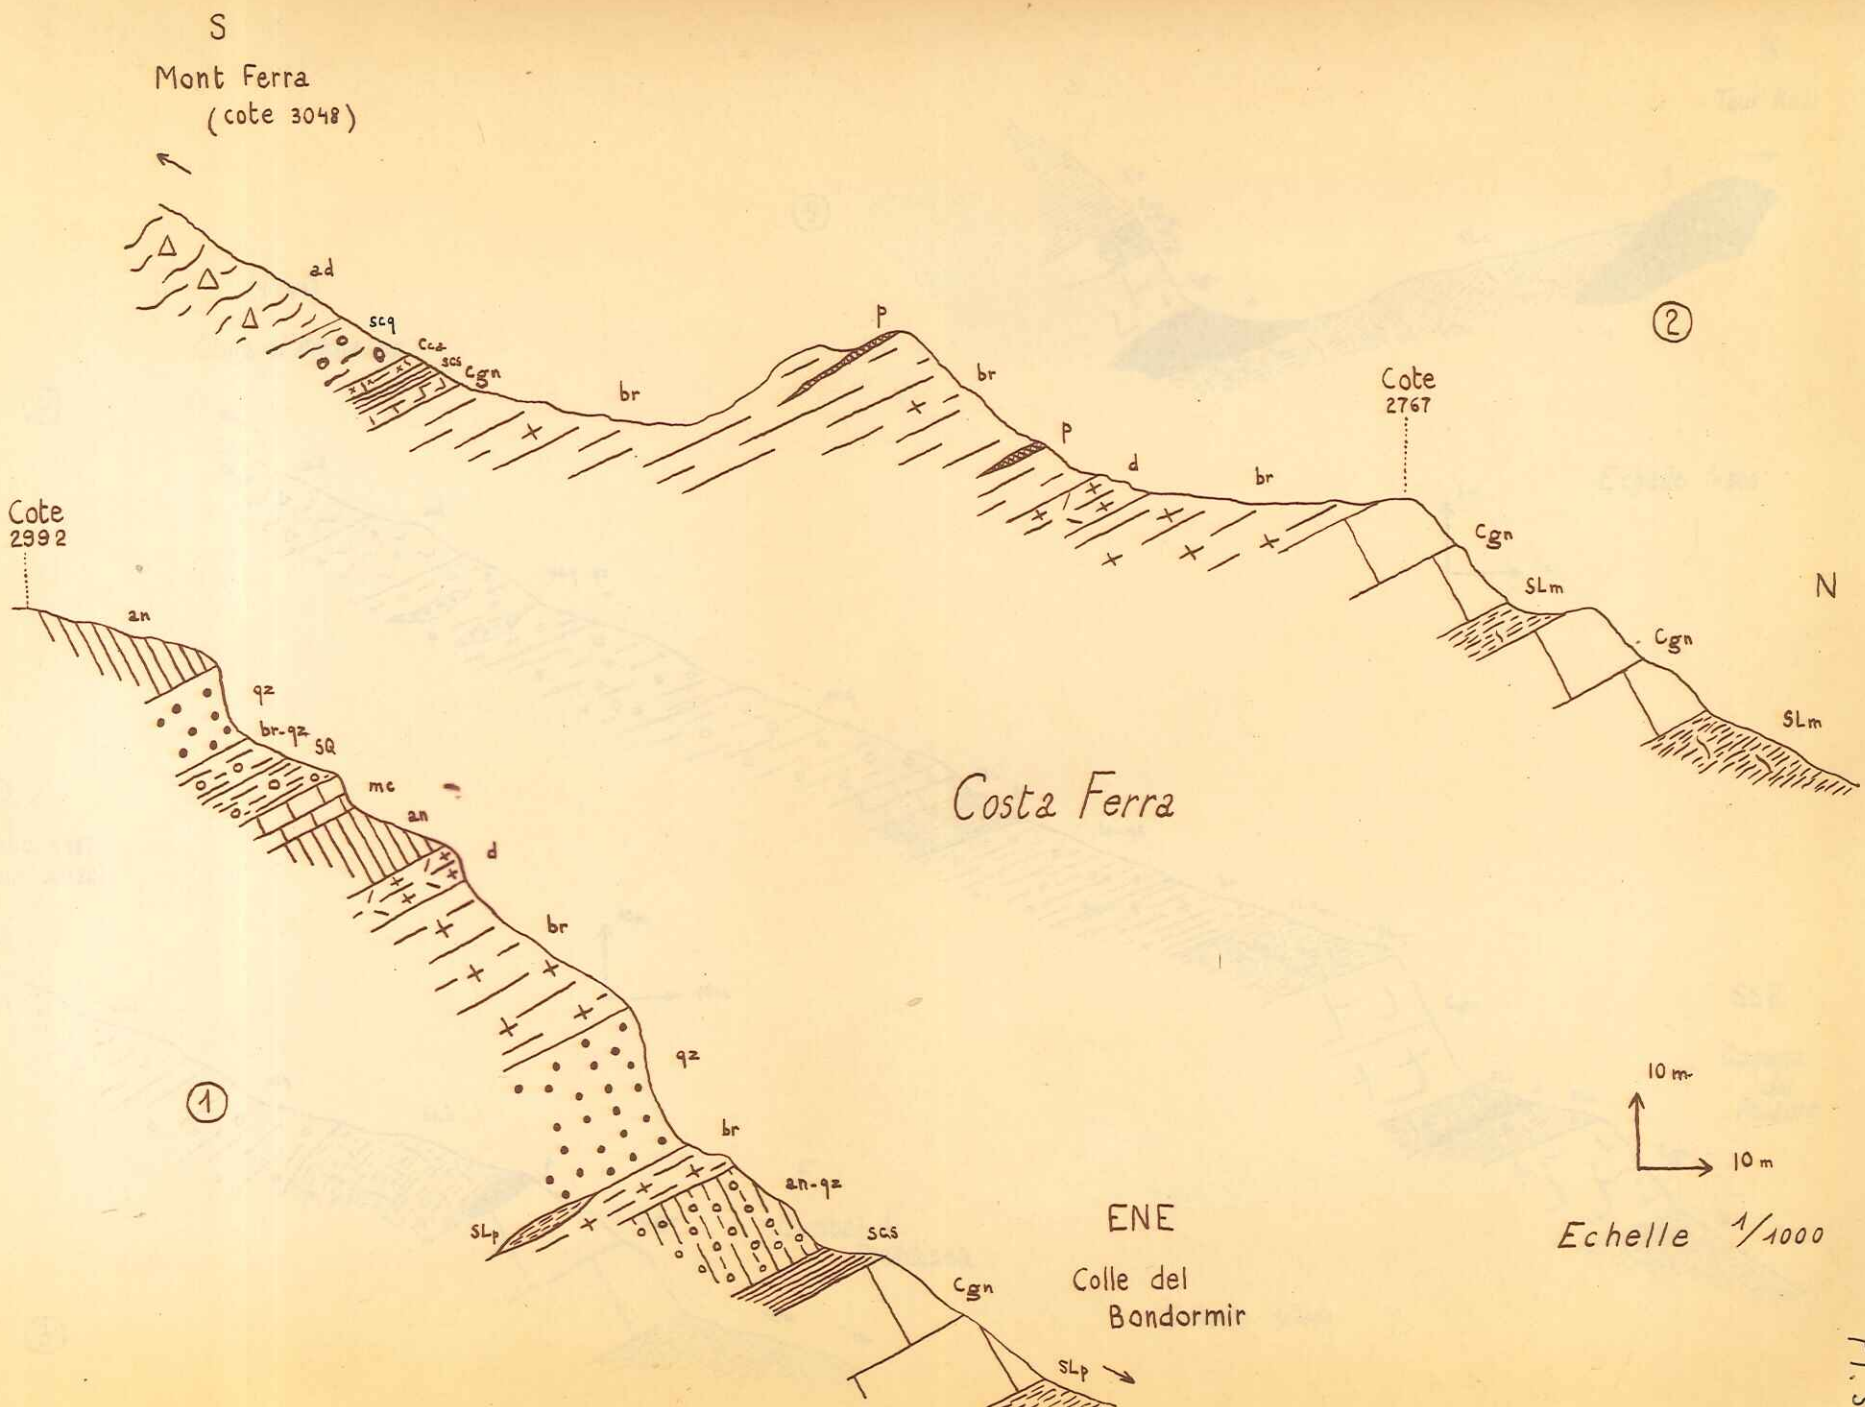 S
Mont Ferra
(cote 3048)
ad
scq
Cca
scs
Cgn
br
p
br
p
d
br
Cote
2767
Cgn
SLm
Cgn
SLm
N
②
Cote
2992
an
qz
br-qz
SQ
mc
an
d
br
qz
br
an-qz
SLp
scs
Cgn
SLp
①
Costa Ferra
ENE
Colle del
Bondormir
10 m
10 m
Echelle 1/1000